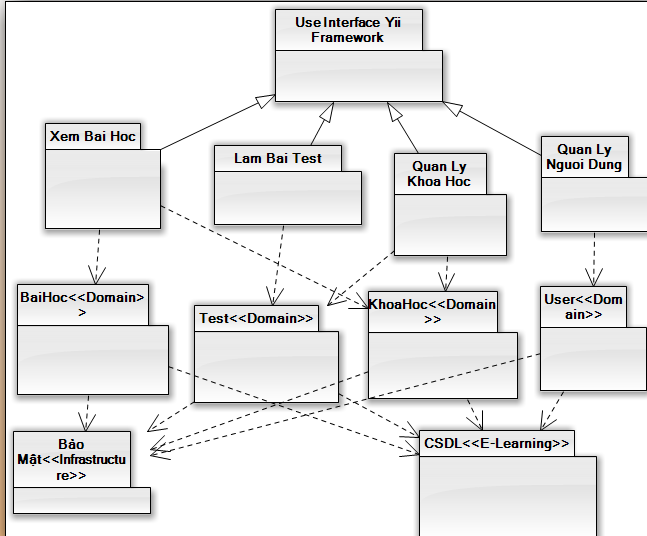 Use Interface Yii
Framework
Xem Bai Hoc
Lam Bai Test
Quan Ly
Khoa Hoc
Quan Ly
Nguoi Dung
BaiHoc<<Domain>
>
Test<<Domain>>
KhoaHoc<<Domain
>>
User<<Dom
ain>>
Bảo
Mật<<Infrastructu
re>>
CSDL<<E-Learning>>